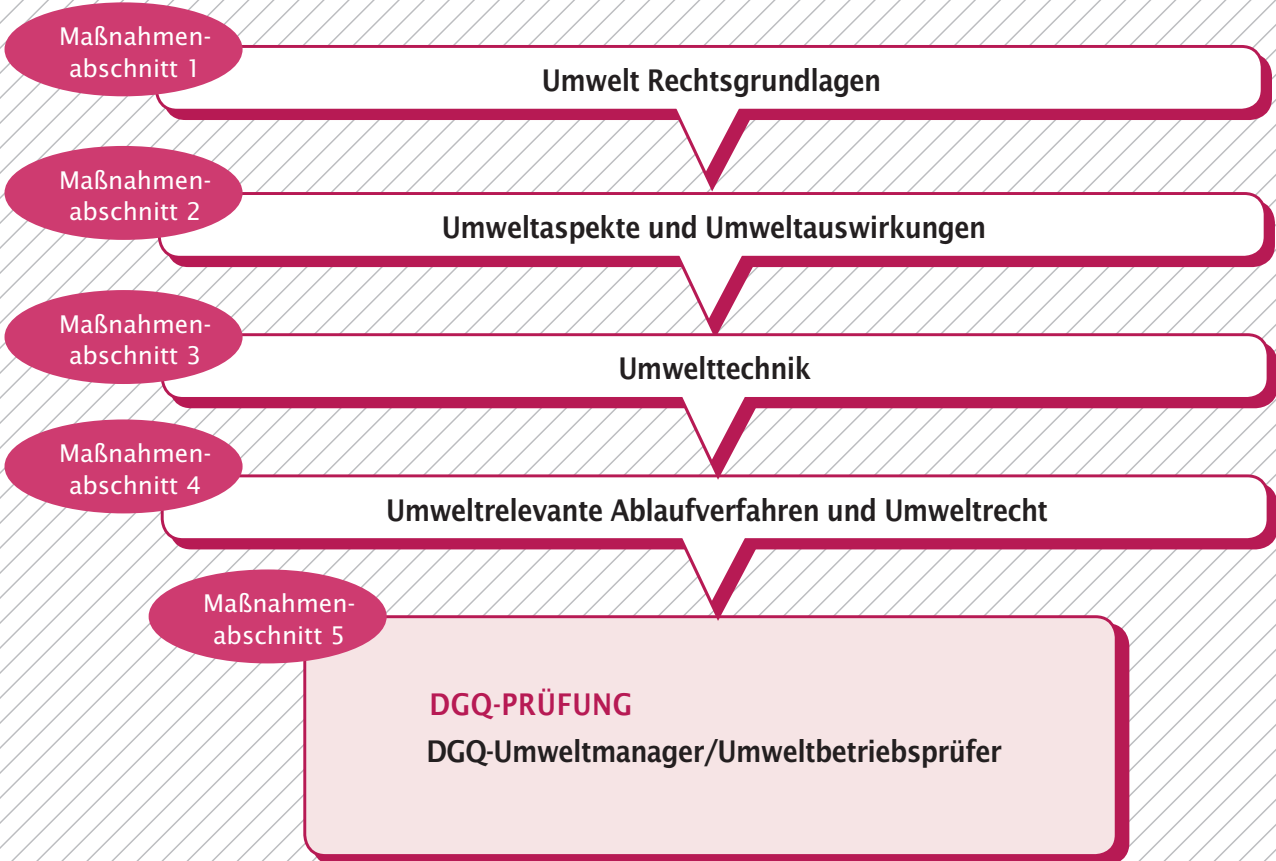 Maßnahmen-
abschnitt 1
Umwelt Rechtsgrundlagen
Maßnahmen-
abschnitt 2
Umweltaspekte und Umweltauswirkungen
Maßnahmen-
abschnitt 3
Umwelttechnik
Maßnahmen-
abschnitt 4
Umweltrelevante Ablaufverfahren und Umweltrecht
Maßnahmen-
abschnitt 5
DGQ-PRÜFUNG
DGQ-Umweltmanager/Umweltbetriebsprüfer